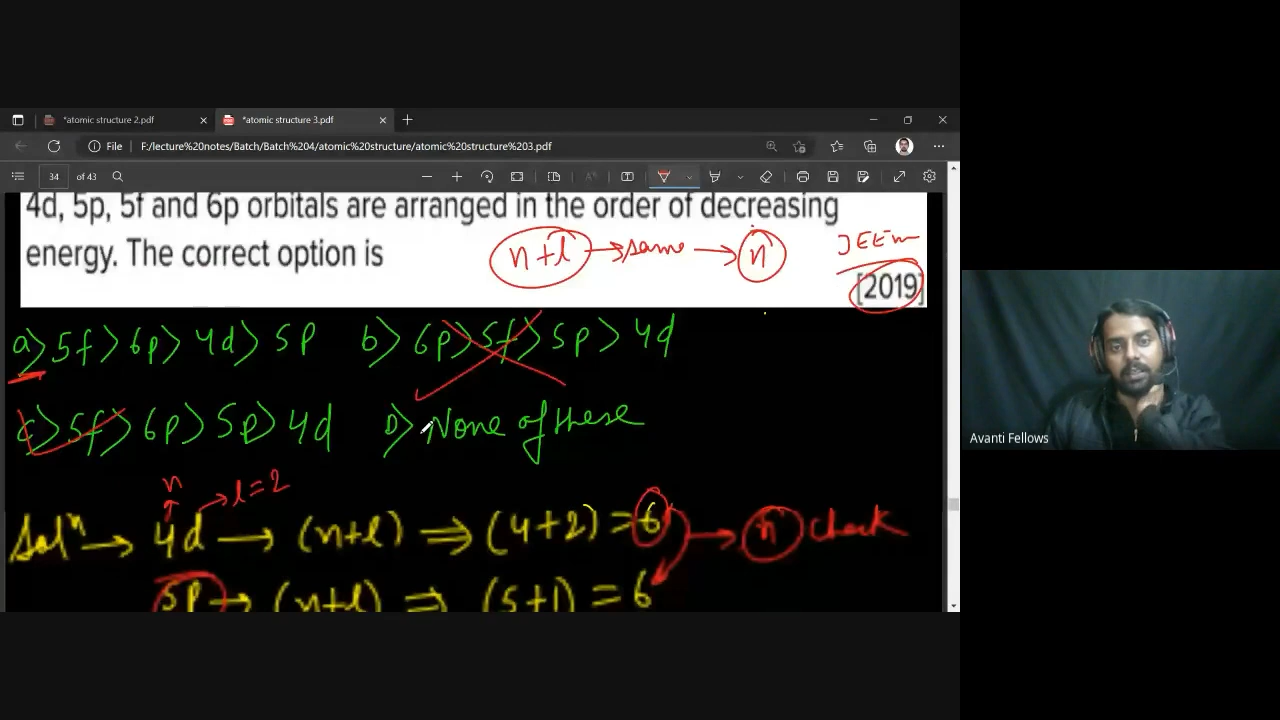 *atomic structure 2.pdf
*atomic structure 3.pdf
File
F:/lecture%20notes/Batch/Batch%204/atomic%20structure/atomic%20structure%203.pdf
34 of 43
4d, 5p, 5f and 6p orbitals are arranged in the order of decreasing
energy. The correct option is
n+l → same → n
JEE m
[2019]
a> 5f > 6p > 4d > 5p b> 6p > 5f > 5p > 4d
c> 5f > 6p > 5p > 4d D> None of these
n → l=2
Solⁿ → 4d → (n+l) ⇒ (4+2) = 6 → n check
5p → (n+l) ⇒ (5+1) = 6
Avanti Fellows